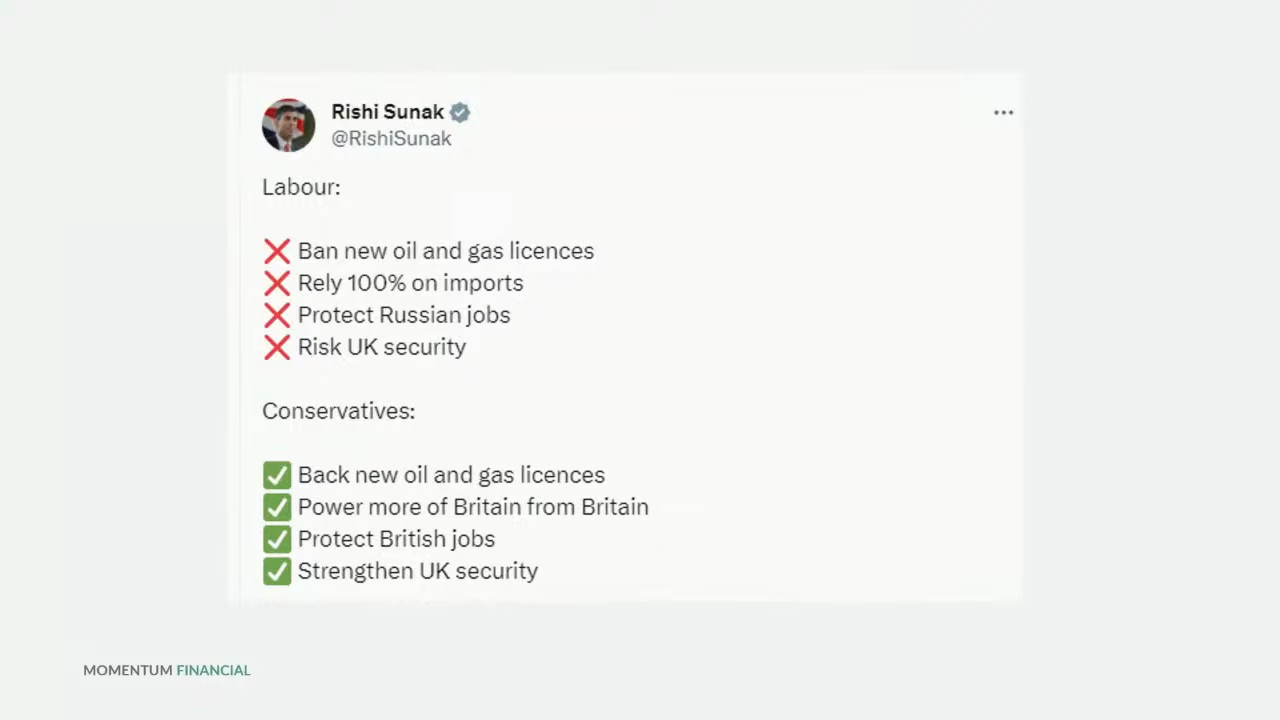 Rishi Sunak
@RishiSunak
Labour:
❌ Ban new oil and gas licences
❌ Rely 100% on imports
❌ Protect Russian jobs
❌ Risk UK security
Conservatives:
✅ Back new oil and gas licences
✅ Power more of Britain from Britain
✅ Protect British jobs
✅ Strengthen UK security
MOMENTUM FINANCIAL